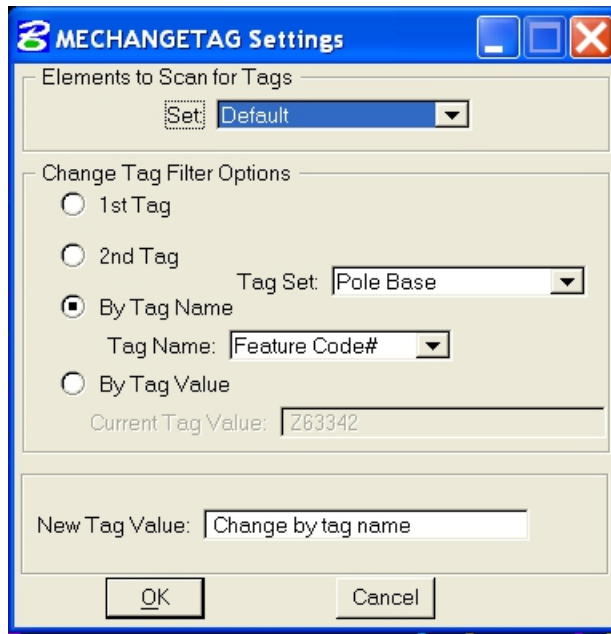 MECHANGETAG Settings
Elements to Scan for Tags
Set: Default
Change Tag Filter Options
1st Tag
2nd Tag
Tag Set: Pole Base
By Tag Name
Tag Name: Feature Code#
By Tag Value
Current Tag Value: Z63342
New Tag Value: Change by tag name
OK Cancel